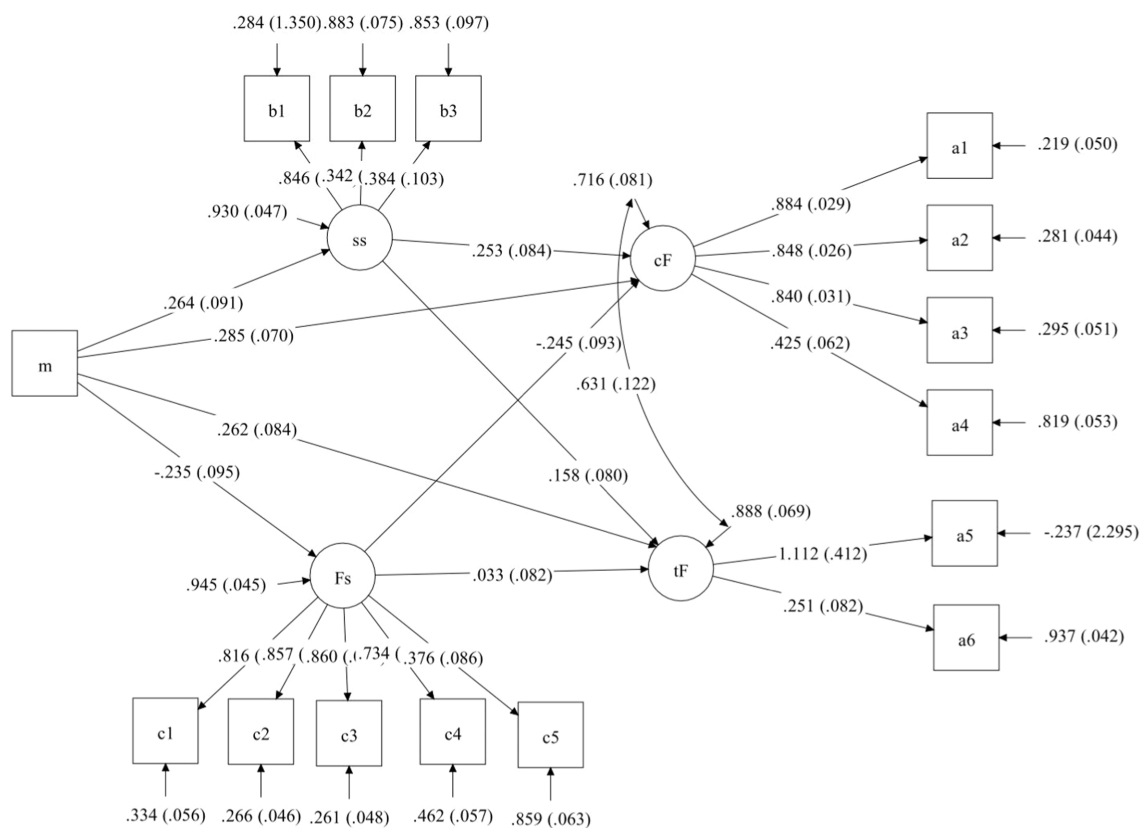 .284 (1.350) .883 (.075) .853 (.097)
b1 b2 b3
.846 (.342 (.384 (.103)
.930 (.047)
ss
.716 (.081)
cF
.253 (.084)
.264 (.091)
.285 (.070)
m
.884 (.029)
.848 (.026)
.840 (.031)
.425 (.062)
a1 .219 (.050)
a2 .281 (.044)
a3 .295 (.051)
a4 .819 (.053)
-.245 (.093)
.631 (.122)
.262 (.084)
-.235 (.095)
.158 (.080)
.888 (.069)
1.112 (.412)
a5 -.237 (2.295)
tF
.251 (.082)
a6 .937 (.042)
.945 (.045)
Fs
.033 (.082)
.816 (.857 (.860 (.734 (.376 (.086)
c1 c2 c3 c4 c5
.334 (.056) .266 (.046) .261 (.048) .462 (.057) .859 (.063)